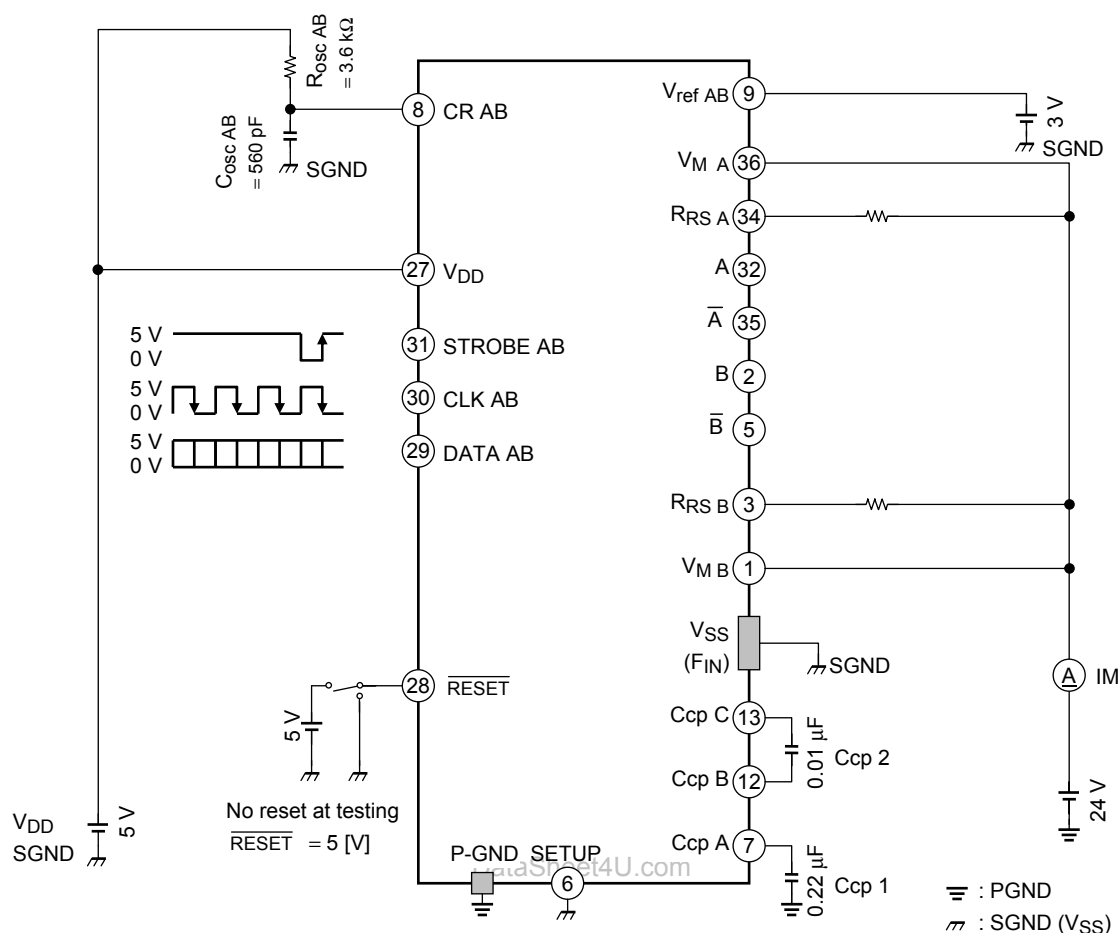 Rosc AB
= 3.6 kΩ
Cosc AB
= 560 pF
SGND
8
CR AB
27
VDD
5 V
0 V
31
STROBE AB
5 V
0 V
30
CLK AB
5 V
0 V
29
DATA AB
28
RESET
5 V
No reset at testing
RESET = 5 [V]
VDD
5 V
SGND
P-GND
SETUP
6
DataSheet4U.com
Vref AB
9
3 V
SGND
VM A
36
RRS A
34
A
32
A
35
B
2
B
5
RRS B
3
VM B
1
VSS
(FIN)
SGND
A
IM
Ccp C
13
0.01 µF
Ccp 2
Ccp B
12
24 V
Ccp A
7
0.22 µF
Ccp 1
: PGND
: SGND (VSS)